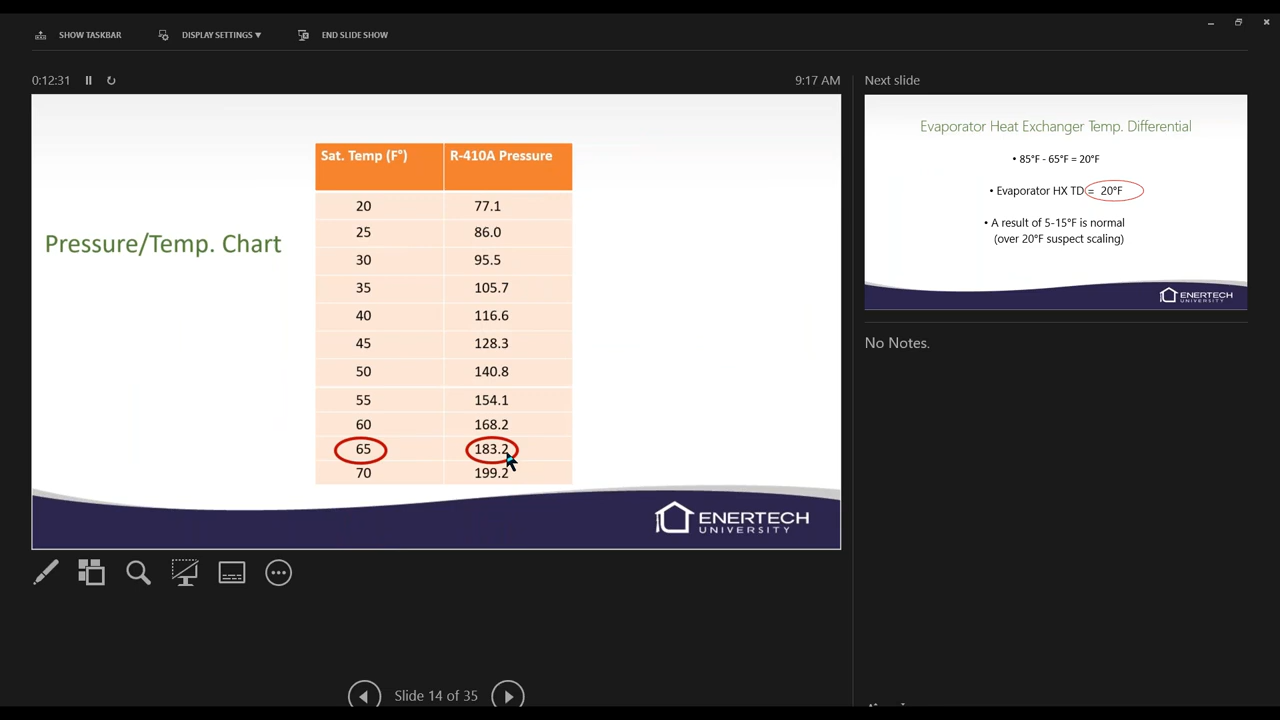 SHOW TASKBAR DISPLAY SETTINGS ▼ END SLIDE SHOW
0:12:31 9:17 AM
Sat. Temp (F°) R-410A Pressure
20 77.1
25 86.0
30 95.5
Pressure/Temp. Chart
35 105.7
40 116.6
45 128.3
50 140.8
55 154.1
60 168.2
65 183.2
70 199.2
ENERTECH
UNIVERSITY
Slide 14 of 35
Next slide
Evaporator Heat Exchanger Temp. Differential
• 85°F - 65°F = 20°F
• Evaporator HX TD = 20°F
• A result of 5-15°F is normal
(over 20°F suspect scaling)
ENERTECH
UNIVERSITY
No Notes.